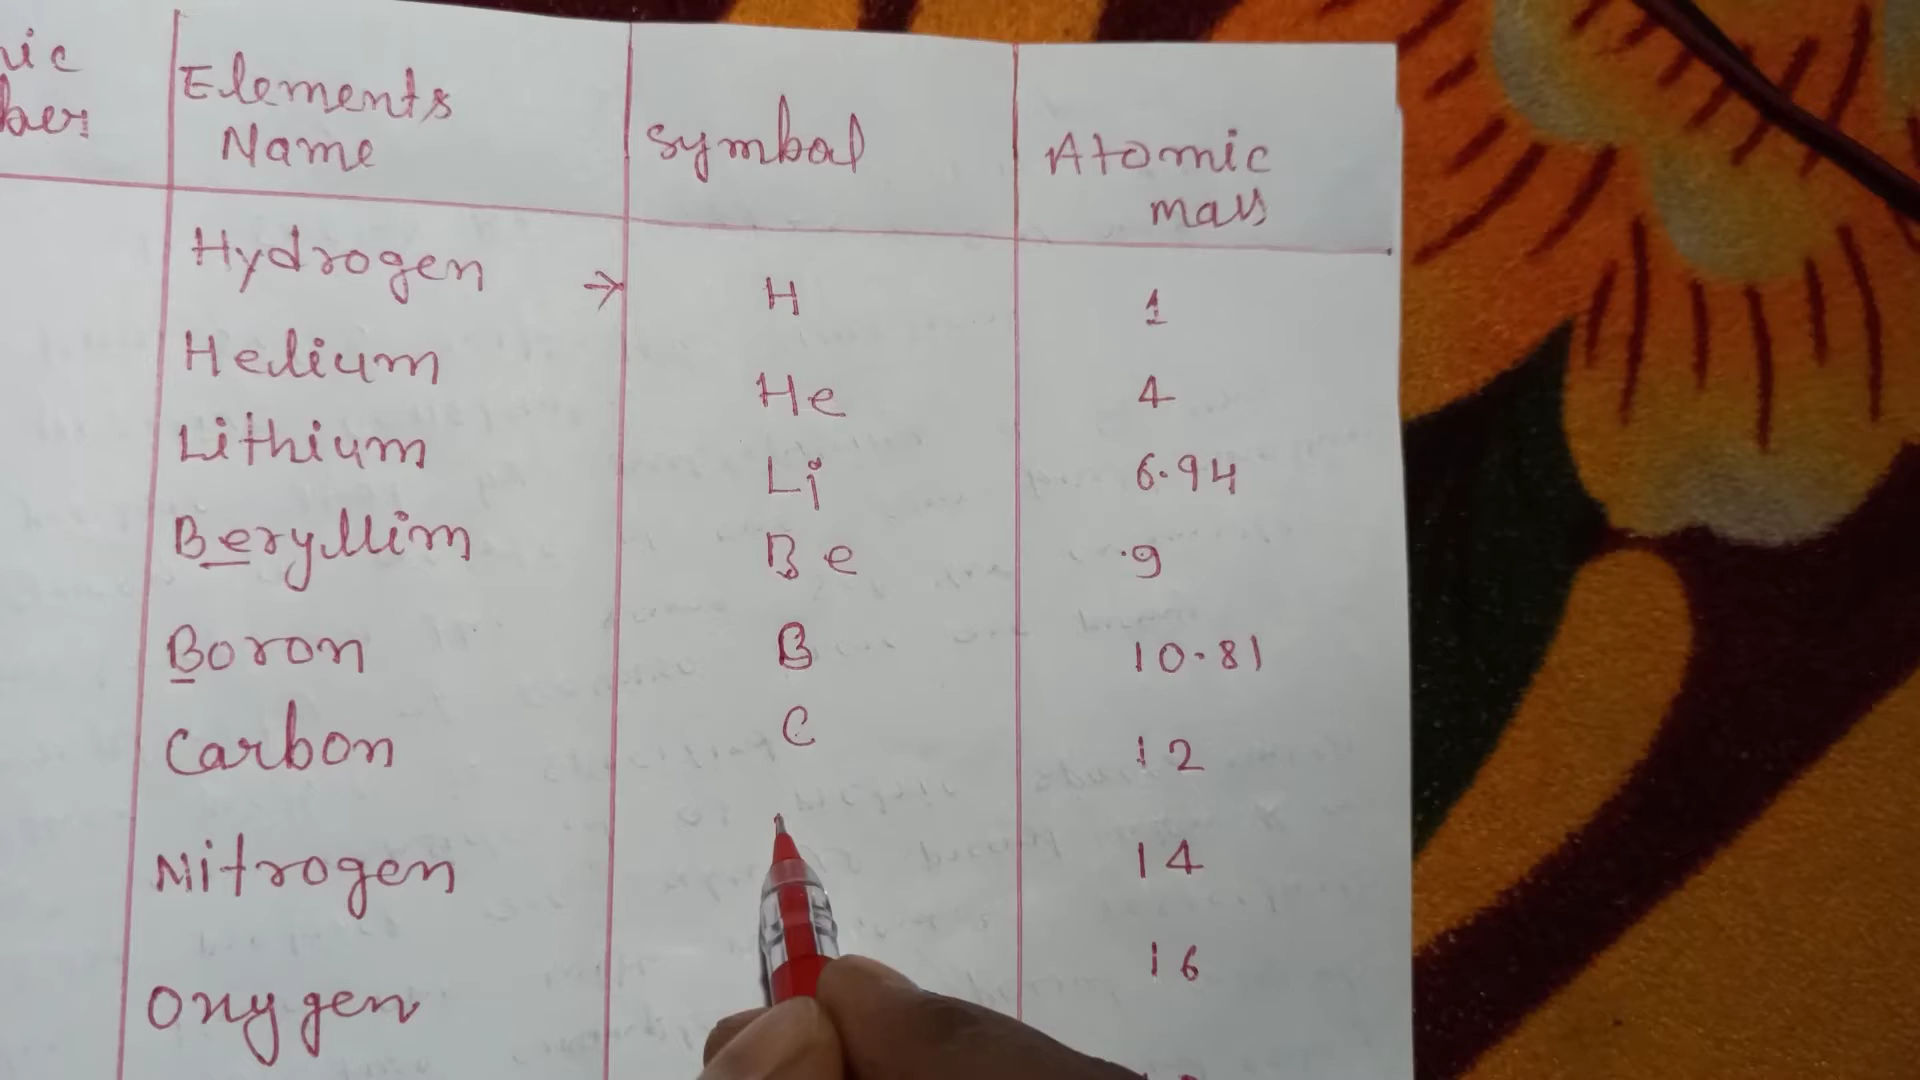 Elements Name symbal Atomic mass
Hydrogen → H 1
Helium He 4
Lithium Li 6.94
Beryllim Be .9
Boron B 10.81
Carbon C 12
Nitrogen 14
Oxygen 16